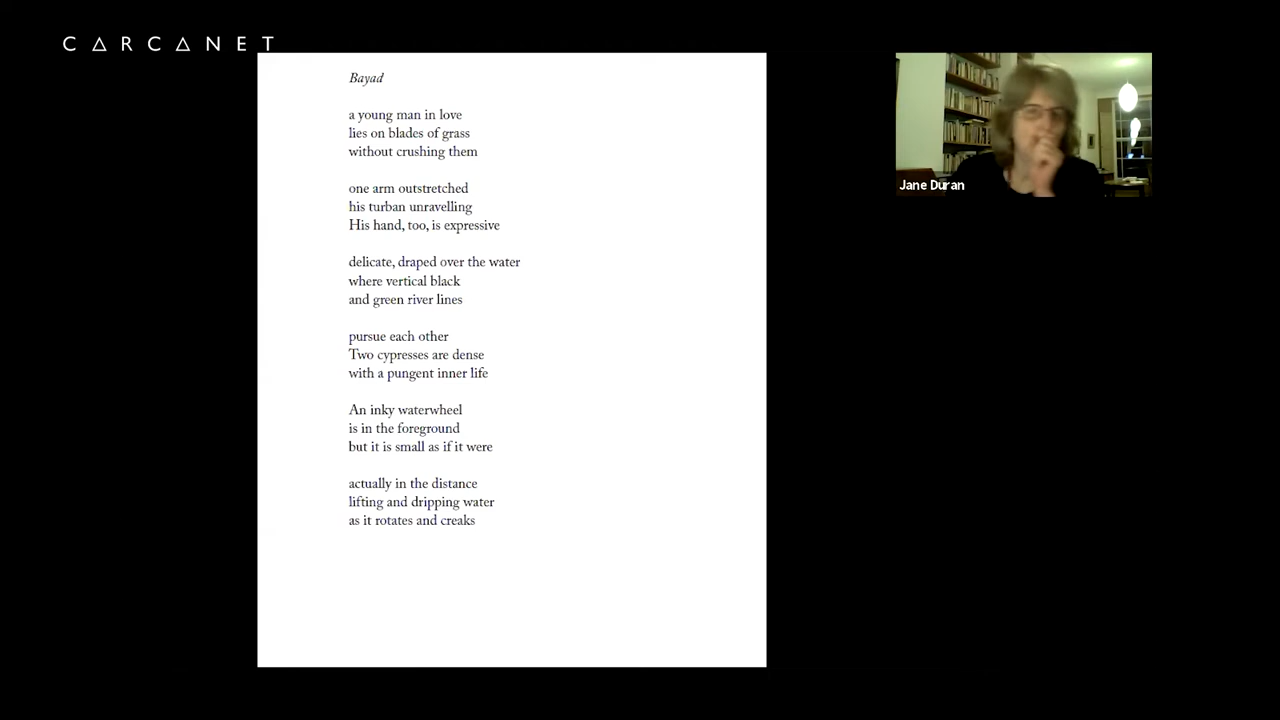 CARCANET
Bayad
a young man in love
lies on blades of grass
without crushing them
one arm outstretched
his turban unravelling
His hand, too, is expressive
delicate, draped over the water
where vertical black
and green river lines
pursue each other
Two cypresses are dense
with a pungent inner life
An inky waterwheel
is in the foreground
but it is small as if it were
actually in the distance
lifting and dripping water
as it rotates and creaks
Jane Duran